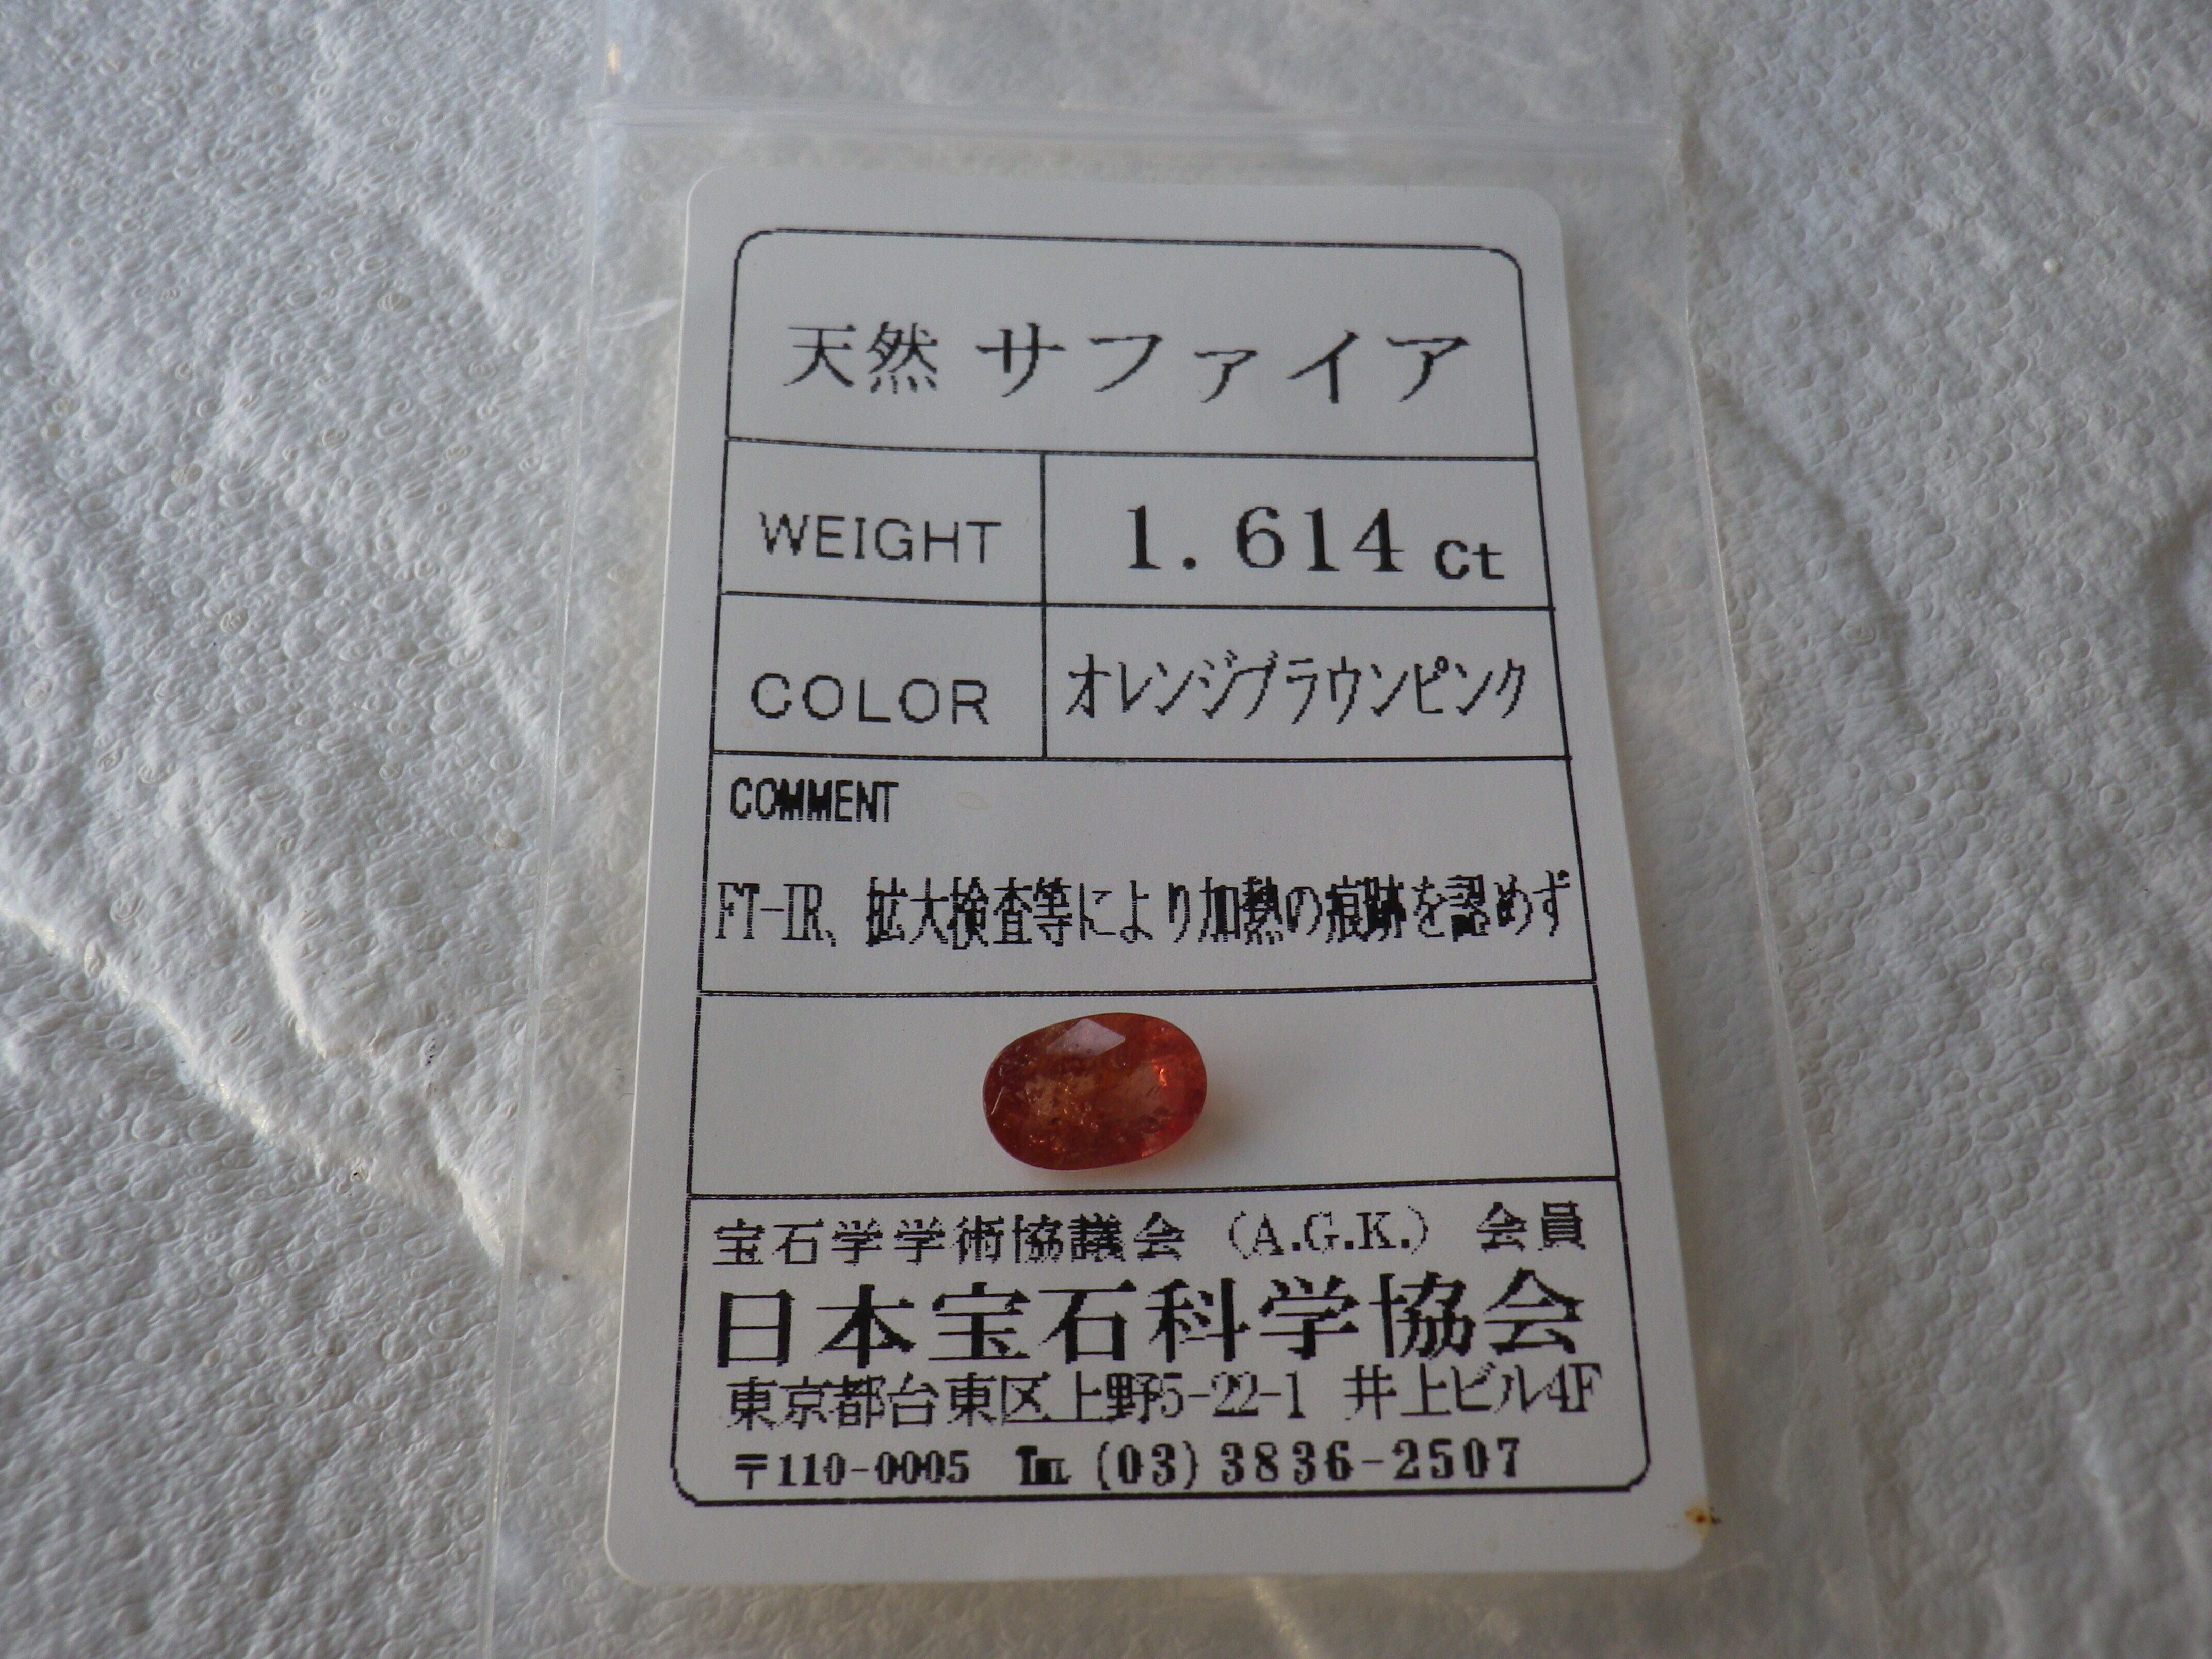 天然 サファイア
WEIGHT 1.614 ct
COLOR オレンジブラウンピンク
COMMENT
FT-IR、拡大検査等により加熱の痕跡を認めず
宝石学学術協議会 (A.G.K.) 会員
日本宝石科学協会
東京都台東区上野5-22-1 井上ビル4F
〒110-0005 ℡ (03) 3836-2507